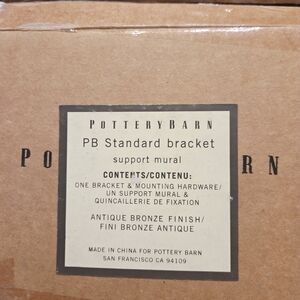 POTTERYBARN
PB Standard bracket
support mural
CONTENTS/CONTENU:
ONE BRACKET & MOUNTING HARDWARE/
UN SUPPORT MURAL &
QUINCAILLERIE DE FIXATION
ANTIQUE BRONZE FINISH/
FINI BRONZE ANTIQUE
MADE IN CHINA FOR POTTERY BARN
SAN FRANCISCO CA 94109
P O R N